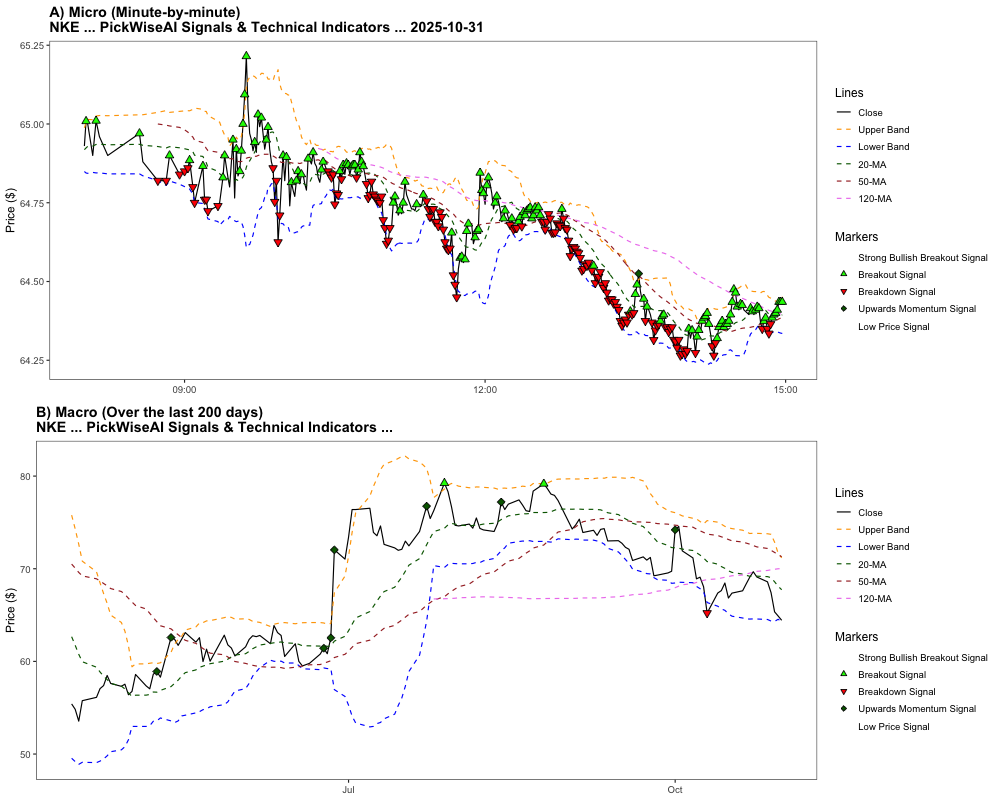 A) Micro (Minute-by-minute)
NKE ... PickWiseAI Signals & Technical Indicators ... 2025-10-31
65.25
65.00
64.75
64.50
64.25
Price ($)
09:00
12:00
15:00
Lines
Close
Upper Band
Lower Band
20-MA
50-MA
120-MA
Markers
Strong Bullish Breakout Signal
Breakout Signal
Breakdown Signal
Upwards Momentum Signal
Low Price Signal
B) Macro (Over the last 200 days)
NKE ... PickWiseAI Signals & Technical Indicators ...
80
70
60
50
Price ($)
Jul
Oct
Lines
Close
Upper Band
Lower Band
20-MA
50-MA
120-MA
Markers
Strong Bullish Breakout Signal
Breakout Signal
Breakdown Signal
Upwards Momentum Signal
Low Price Signal